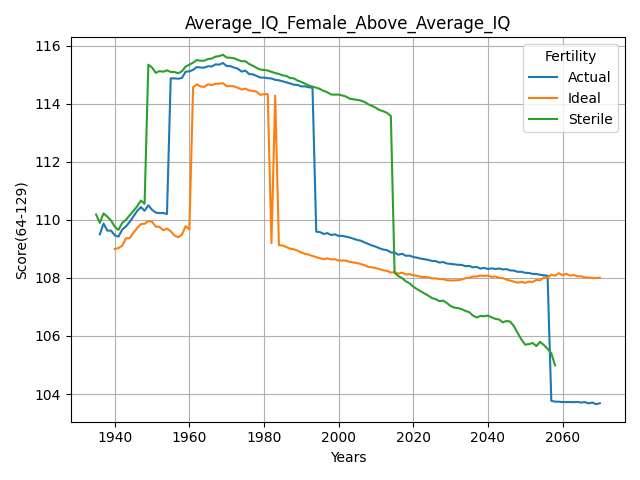 Average_IQ_Female_Above_Average_IQ
Score(64-129)
116
114
112
110
108
106
104
Fertility
Actual
Ideal
Sterile
1940 1960 1980 2000 2020 2040 2060
Years